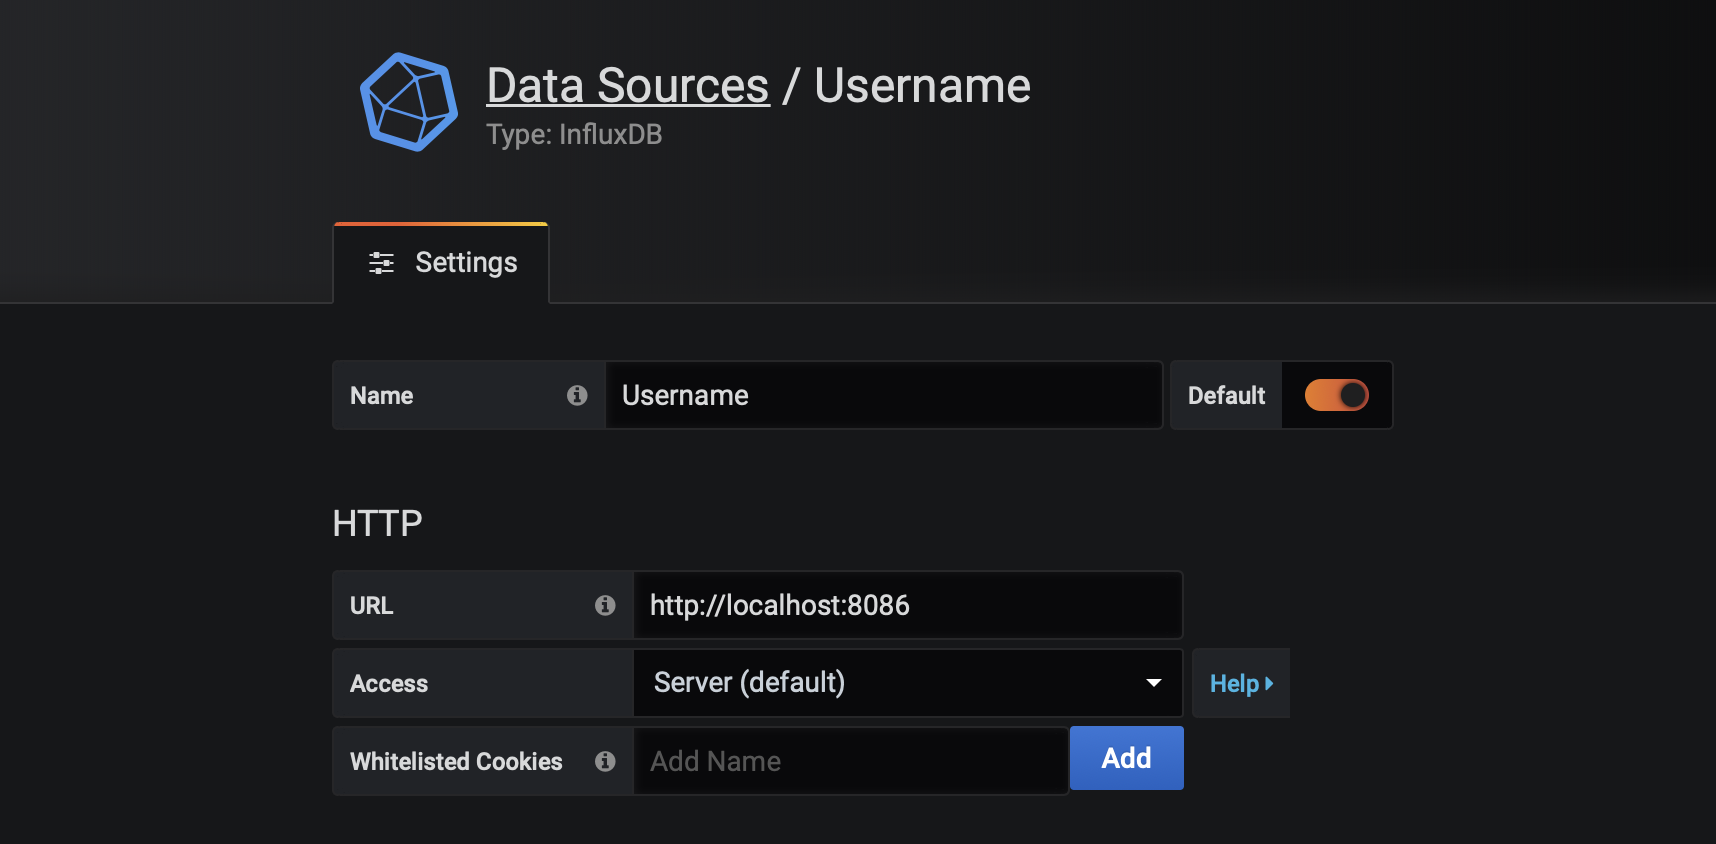 Data Sources / Username
Type: InfluxDB
Settings
Name Username Default
HTTP
URL http://localhost:8086
Access Server (default) Help
Whitelisted Cookies Add Name Add